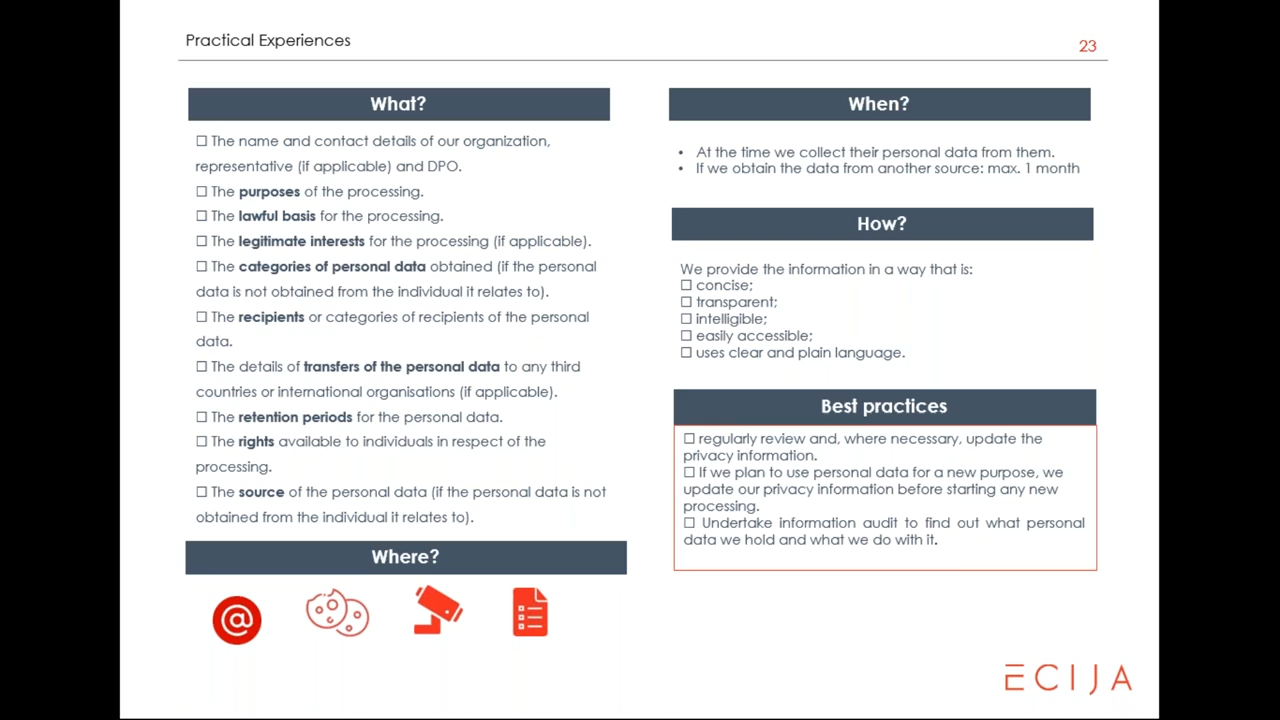 Practical Experiences
23
What?
☐ The name and contact details of our organization,
representative (if applicable) and DPO.
☐ The purposes of the processing.
☐ The lawful basis for the processing.
☐ The legitimate interests for the processing (if applicable).
☐ The categories of personal data obtained (if the personal
data is not obtained from the individual it relates to).
☐ The recipients or categories of recipients of the personal
data.
☐ The details of transfers of the personal data to any third
countries or international organisations (if applicable).
☐ The retention periods for the personal data.
☐ The rights available to individuals in respect of the
processing.
☐ The source of the personal data (if the personal data is not
obtained from the individual it relates to).
Where?
@
When?
• At the time we collect their personal data from them.
• If we obtain the data from another source: max. 1 month
How?
We provide the information in a way that is:
☐ concise;
☐ transparent;
☐ intelligible;
☐ easily accessible;
☐ uses clear and plain language.
Best practices
☐ regularly review and, where necessary, update the
privacy information.
☐ If we plan to use personal data for a new purpose, we
update our privacy information before starting any new
processing.
☐ Undertake information audit to find out what personal
data we hold and what we do with it.
ECIJA